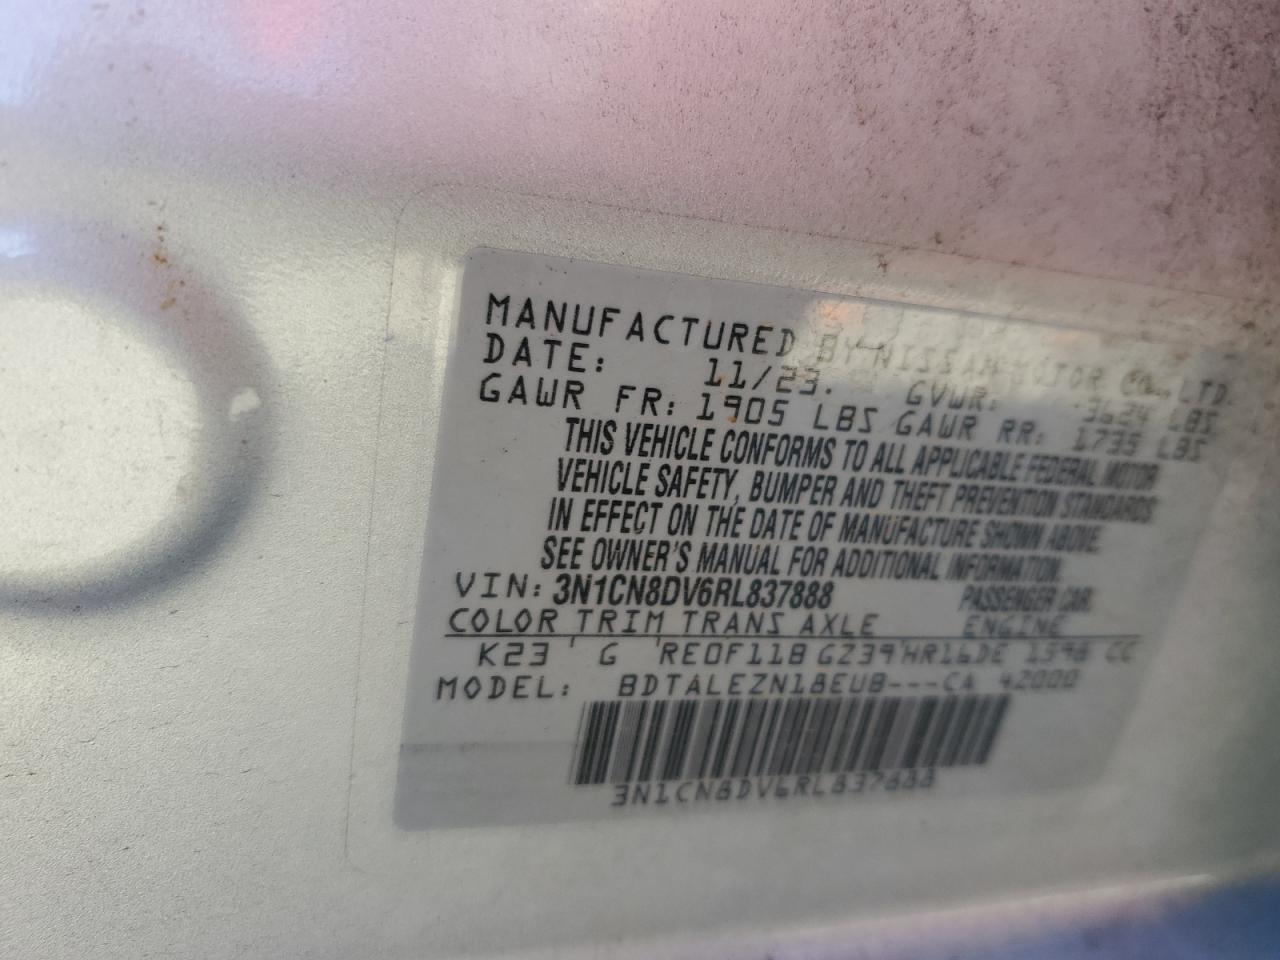 MANUFACTURED BY NISSAN MOTOR CO., LTD.
DATE: 11/23. GVWR: 3624 LBS
GAWR FR: 1905 LBS GAWR RR: 1735 LBS
THIS VEHICLE CONFORMS TO ALL APPLICABLE FEDERAL MOTOR
VEHICLE SAFETY, BUMPER AND THEFT PREVENTION STANDARDS
IN EFFECT ON THE DATE OF MANUFACTURE SHOWN ABOVE.
SEE OWNER'S MANUAL FOR ADDITIONAL INFORMATION.
VIN: 3N1CN8DV6RL837888 PASSENGER CAR
COLOR TRIM TRANS AXLE ENGINE
K23 G RE0F11B GZ39 HR16DE 1598 CC
MODEL: BDTALEZN18EUB---CA 42000
3N1CN8DV6RL837888